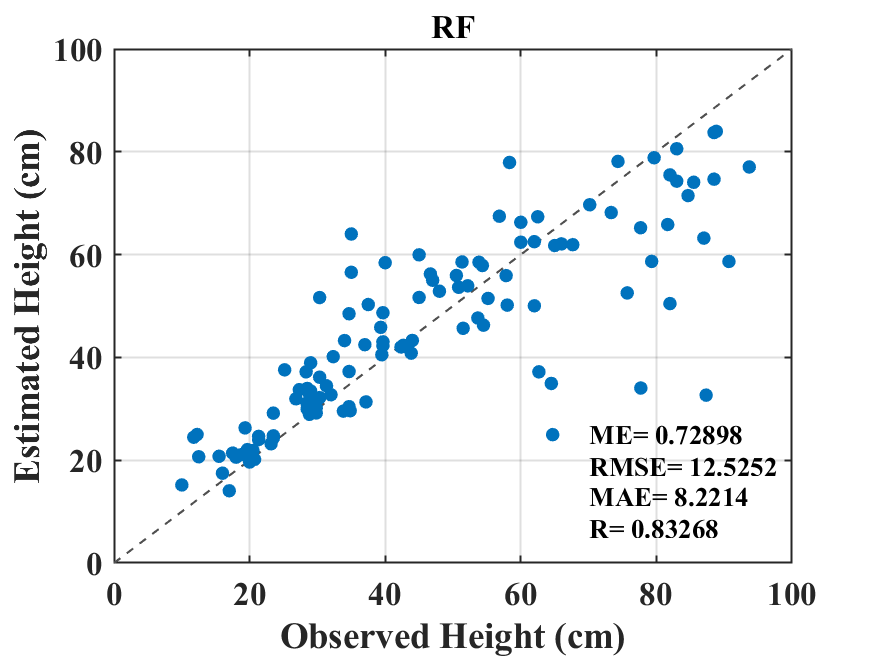 RF
100
80
60
40
20
0
Estimated Height (cm)
ME= 0.72898
RMSE= 12.5252
MAE= 8.2214
R= 0.83268
0 20 40 60 80 100
Observed Height (cm)